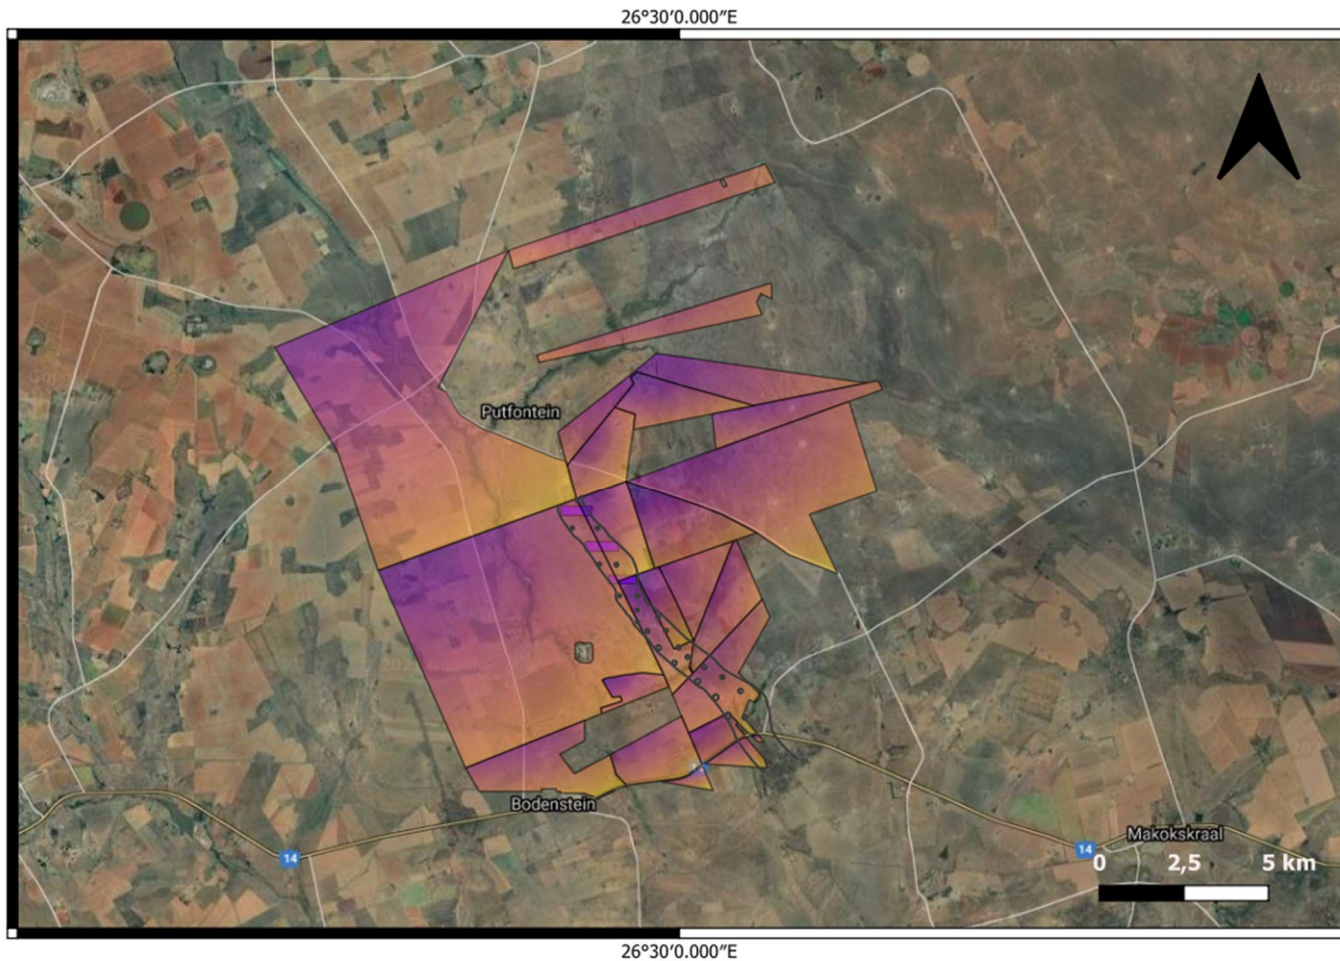 26°30′0.000″E
Putfontein
Bodenstein
14
14
Makokskraal
0 2,5 5 km
26°30′0.000″E